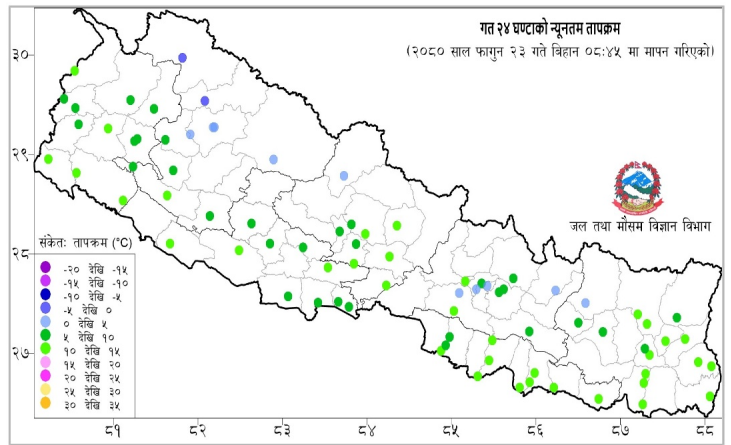 गत २४ घण्टाको न्यूनतम तापक्रम
(२०८० साल फागुन २३ गते बिहान ०८:४५ मा मापन गरिएको)
३०
२९
२८
२७
जल तथा मौसम विज्ञान विभाग
संकेतः तापक्रम (°C)
-२० देखि -१५
-१५ देखि -१०
-१० देखि -५
-५ देखि ०
० देखि ५
५ देखि १०
१० देखि १५
१५ देखि २०
२० देखि २५
२५ देखि ३०
३० देखि ३५
८१ ८२ ८३ ८४ ८५ ८६ ८७ ८८